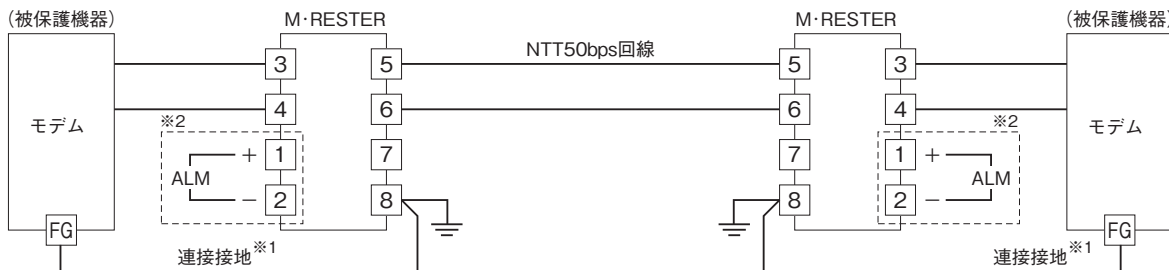 (被保護機器) M·RESTER M·RESTER (被保護機器)
3 5 NTT50bps回線 5 3
4 6 6 4
モデム ※2 ※2 モデム
+ 1 7 7 1 +
ALM ALM
− 2 8 8 2 −
FG 連接接地※1 連接接地※1 FG